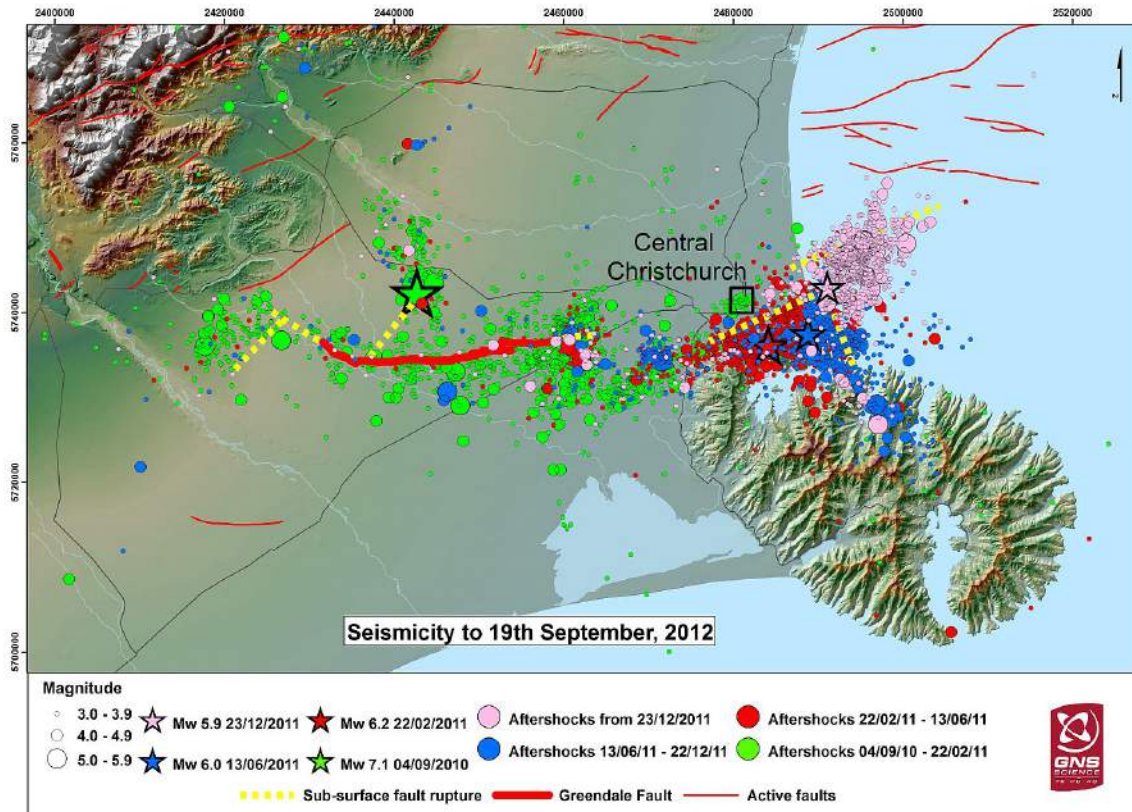 2400000 2420000 2440000 2460000 2480000 2500000 2520000
5760000
5740000
5720000
5700000
Central
Christchurch
Seismicity to 19th September, 2012
Magnitude
3.0 - 3.9
4.0 - 4.9
5.0 - 5.9
Mw 5.9 23/12/2011
Mw 6.0 13/06/2011
Mw 6.2 22/02/2011
Mw 7.1 04/09/2010
Aftershocks from 23/12/2011
Aftershocks 13/06/11 - 22/12/11
Aftershocks 22/02/11 - 13/06/11
Aftershocks 04/09/10 - 22/02/11
Sub-surface fault rupture
Greendale Fault
Active faults
GNS
SCIENCE
TE PŪ AO